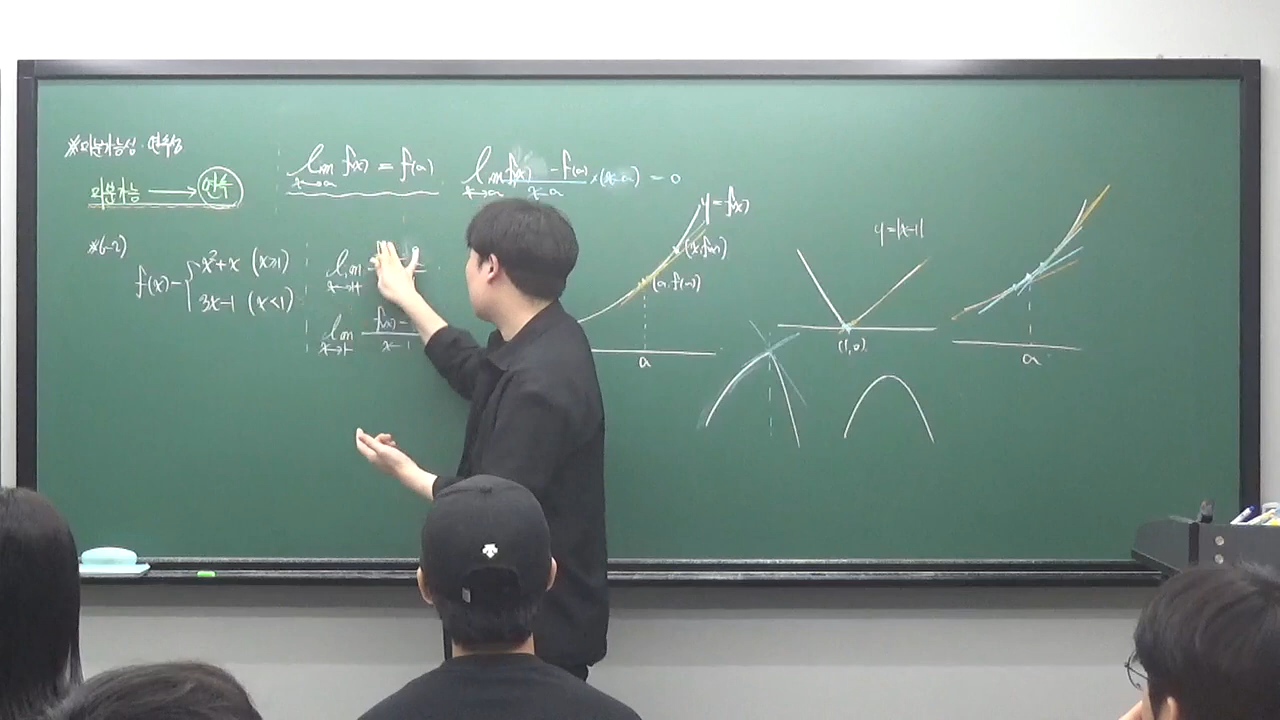 ※미분가능성·연속성
미분가능 → 연속
lim x→a f(x) = f(a)
lim x→a f(x) - f(a) / x-a × (x-a) = 0
※(-2)
f(x)= { x²+x (x≥1)
3x-1 (x<1)
lim x→1+
lim x→1- f(x)- / x-1
y=f(x)
(x, f(x))
(a, f(a))
a
y=|x-1|
(1, 0)
a